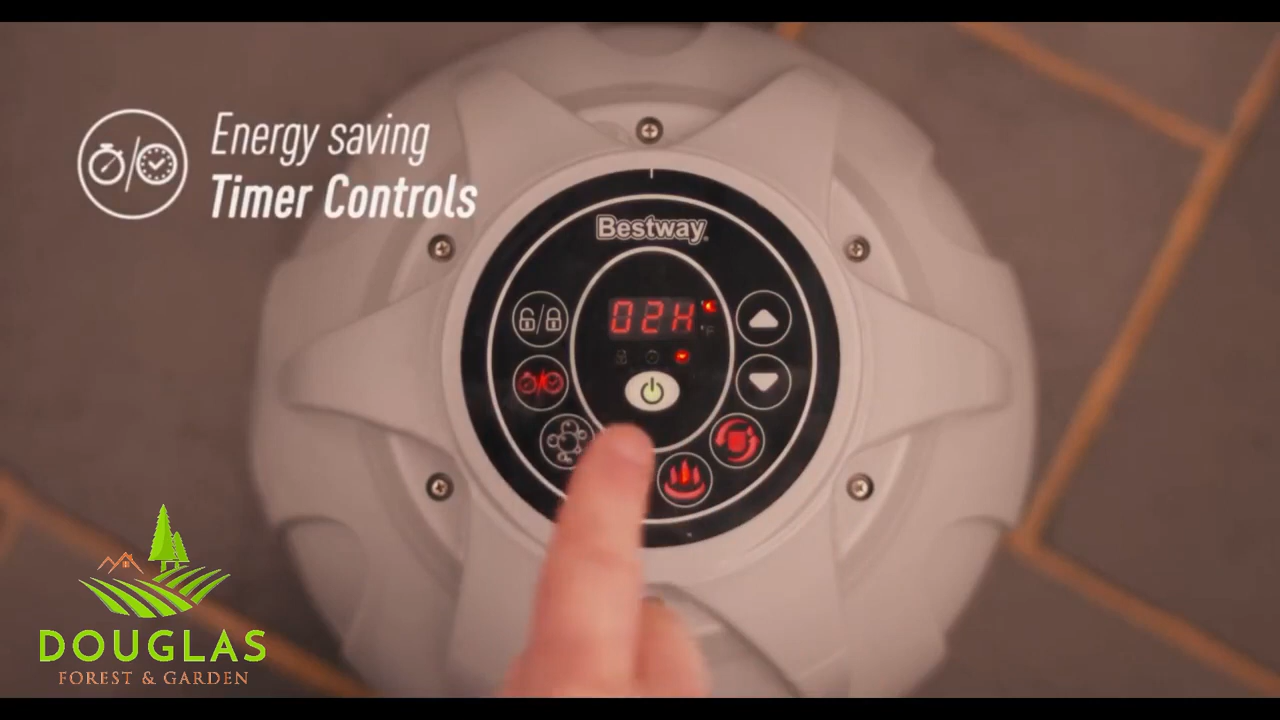 Energy saving
Timer Controls
Bestway
02H
°F
DOUGLAS
FOREST & GARDEN